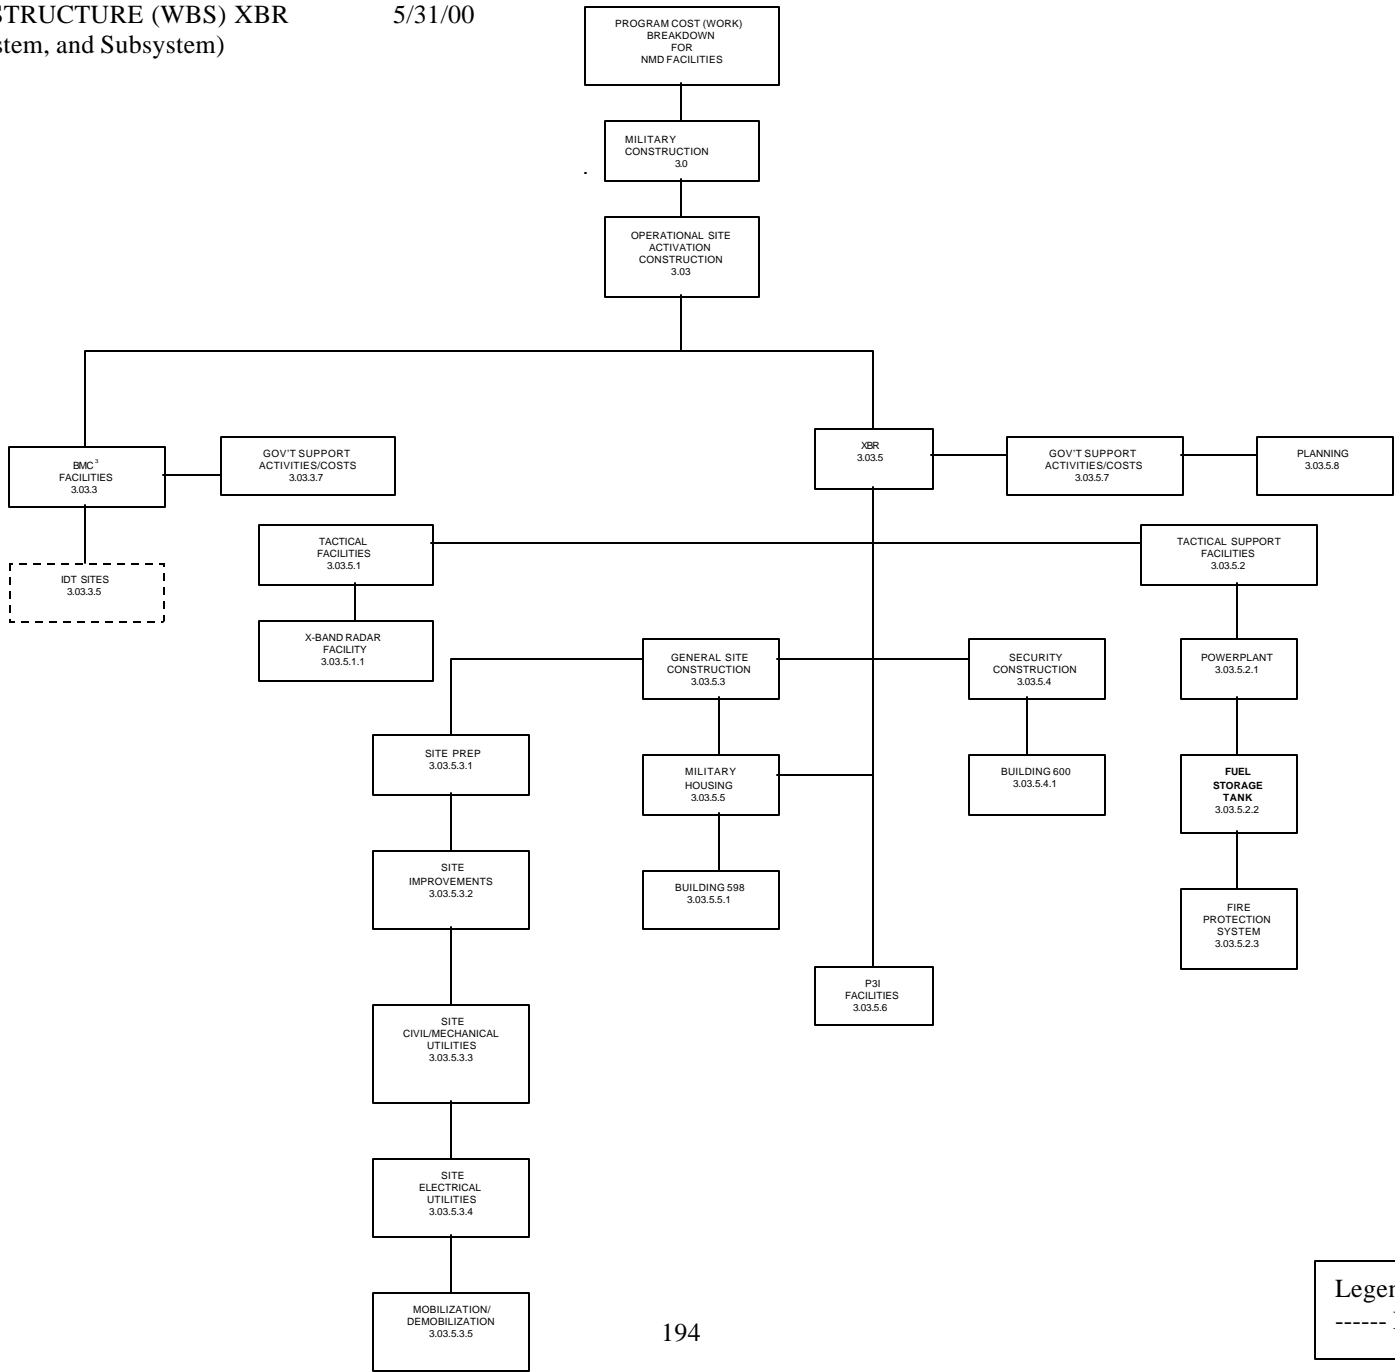 STRUCTURE (WBS) XBR 5/31/00
stem, and Subsystem)
PROGRAM COST (WORK)
BREAKDOWN
FOR
NMD FACILITIES
MILITARY
CONSTRUCTION
3.0
OPERATIONAL SITE
ACTIVATION
CONSTRUCTION
3.03
BMC³
FACILITIES
3.03.3
GOV'T SUPPORT
ACTIVITIES/COSTS
3.03.3.7
XBR
3.03.5
GOV'T SUPPORT
ACTIVITIES/COSTS
3.03.5.7
PLANNING
3.03.5.8
IDT SITES
3.03.3.5
TACTICAL
FACILITIES
3.03.5.1
TACTICAL SUPPORT
FACILITIES
3.03.5.2
X-BAND RADAR
FACILITY
3.03.5.1.1
GENERAL SITE
CONSTRUCTION
3.03.5.3
SECURITY
CONSTRUCTION
3.03.5.4
POWERPLANT
3.03.5.2.1
SITE PREP
3.03.5.3.1
MILITARY
HOUSING
3.03.5.5
BUILDING 600
3.03.5.4.1
FUEL
STORAGE
TANK
3.03.5.2.2
SITE
IMPROVEMENTS
3.03.5.3.2
BUILDING 598
3.03.5.5.1
FIRE
PROTECTION
SYSTEM
3.03.5.2.3
P3I
FACILITIES
3.03.5.6
SITE
CIVIL/MECHANICAL
UTILITIES
3.03.5.3.3
SITE
ELECTRICAL
UTILITIES
3.03.5.3.4
MOBILIZATION/
DEMOBILIZATION
3.03.5.3.5
194
Legen
------